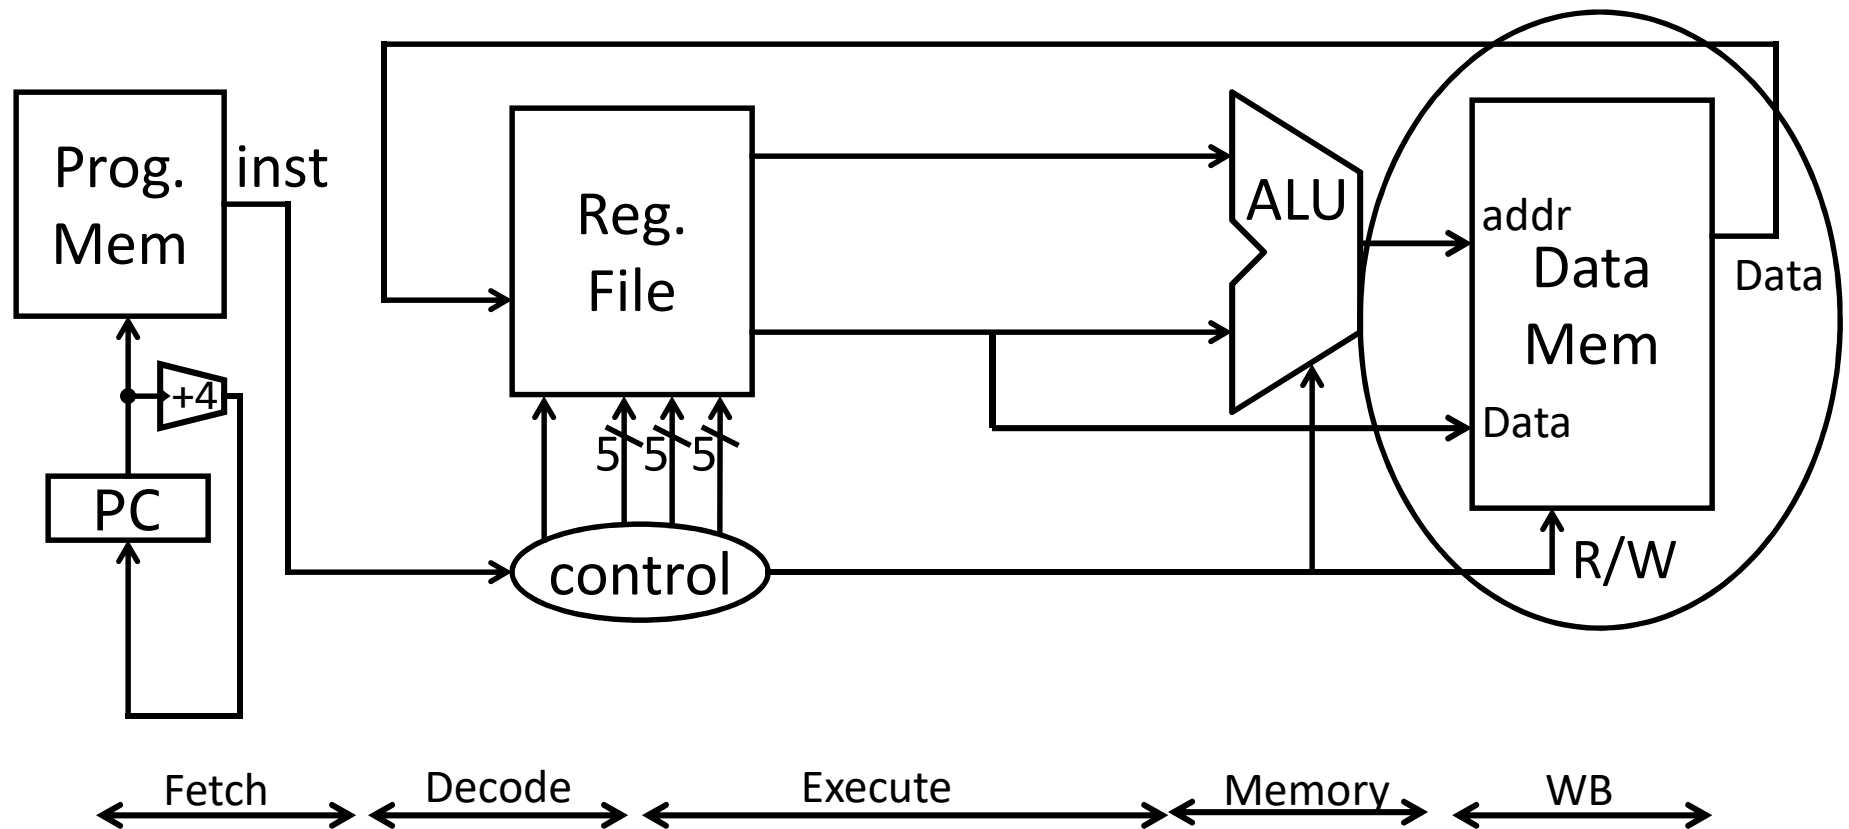 Prog.
Mem
inst
Reg.
File
ALU
addr
Data
Mem
Data
Data
+4
PC
5 5 5
control
R/W
Fetch
Decode
Execute
Memory
WB